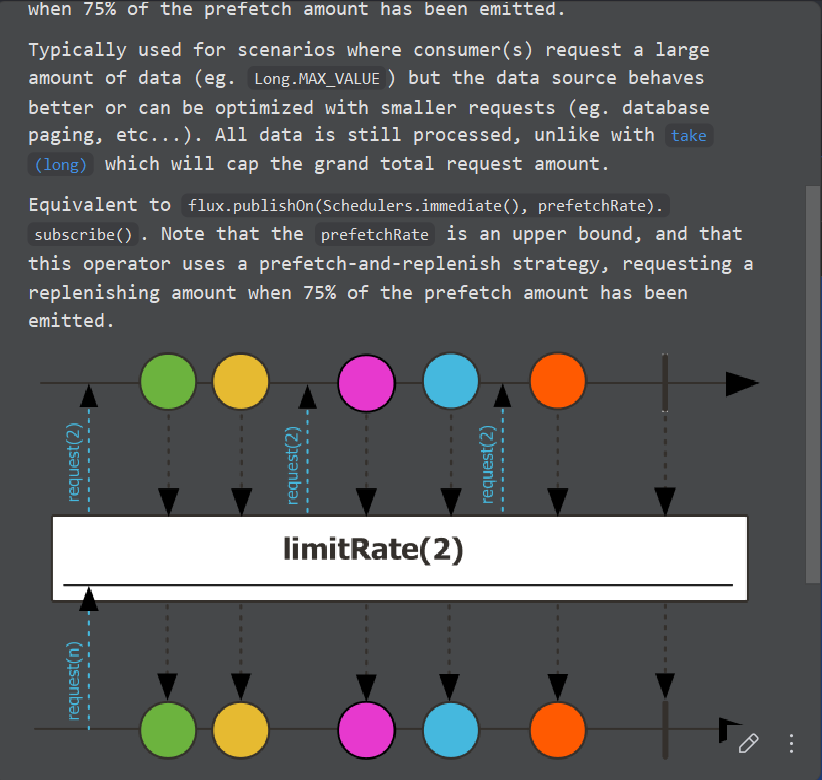 when 75% of the prefetch amount has been emitted.
Typically used for scenarios where consumer(s) request a large
amount of data (eg. Long.MAX_VALUE) but the data source behaves
better or can be optimized with smaller requests (eg. database
paging, etc...). All data is still processed, unlike with take
(long) which will cap the grand total request amount.
Equivalent to flux.publishOn(Schedulers.immediate(), prefetchRate).
subscribe(). Note that the prefetchRate is an upper bound, and that
this operator uses a prefetch-and-replenish strategy, requesting a
replenishing amount when 75% of the prefetch amount has been
emitted.
request(2)
request(2)
request(2)
limitRate(2)
request(n)